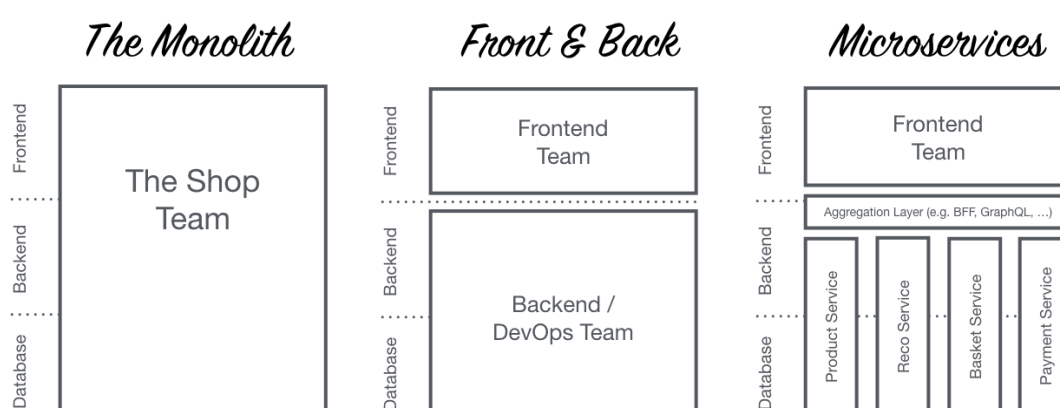 The Monolith
Frontend
Backend
Database
The Shop
Team
Front & Back
Frontend
Backend
Database
Frontend
Team
Backend /
DevOps Team
Microservices
Frontend
Backend
Database
Frontend
Team
Aggregation Layer (e.g. BFF, GraphQL, ...)
Product Service
Reco Service
Basket Service
Payment Service